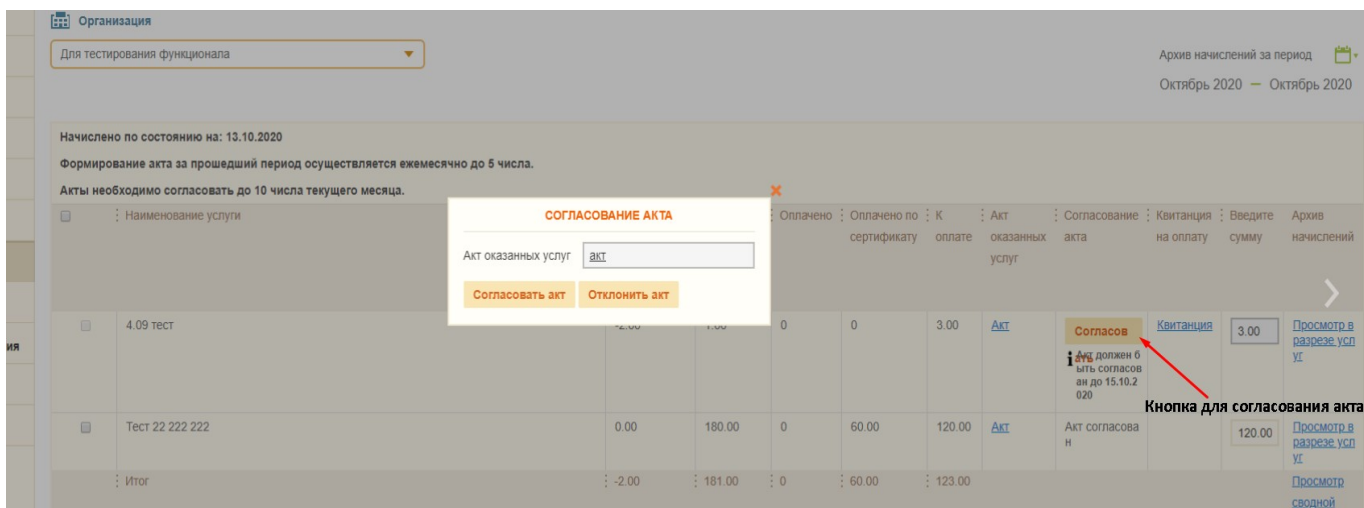 Организация
Для тестирования функционала
Архив начислений за период
Октябрь 2020 — Октябрь 2020
Начислено по состоянию на: 13.10.2020
Формирование акта за прошедший период осуществляется ежемесячно до 5 числа.
Акты необходимо согласовать до 10 числа текущего месяца.
СОГЛАСОВАНИЕ АКТА
Акт оказанных услуг акт
Согласовать акт Отклонить акт
Наименование услуги Оплачено Оплачено по К Акт Согласование Квитанция Введите Архив
сертификату оплате оказанных акта на оплату сумму начислений
услуг
4.09 тест -2.00 1.00 0 0 3.00 Акт Согласов Квитанция 3.00 Просмотр в
ать разрезе усл
уг
Акт должен б
ыть согласов
ан до 15.10.2
020
ия
Кнопка для согласования акта
Тест 22 222 222 0.00 180.00 0 60.00 120.00 Акт Акт согласова 120.00 Просмотр в
н разрезе усл
уг
Итог -2.00 181.00 0 60.00 123.00 Просмотр
сводной